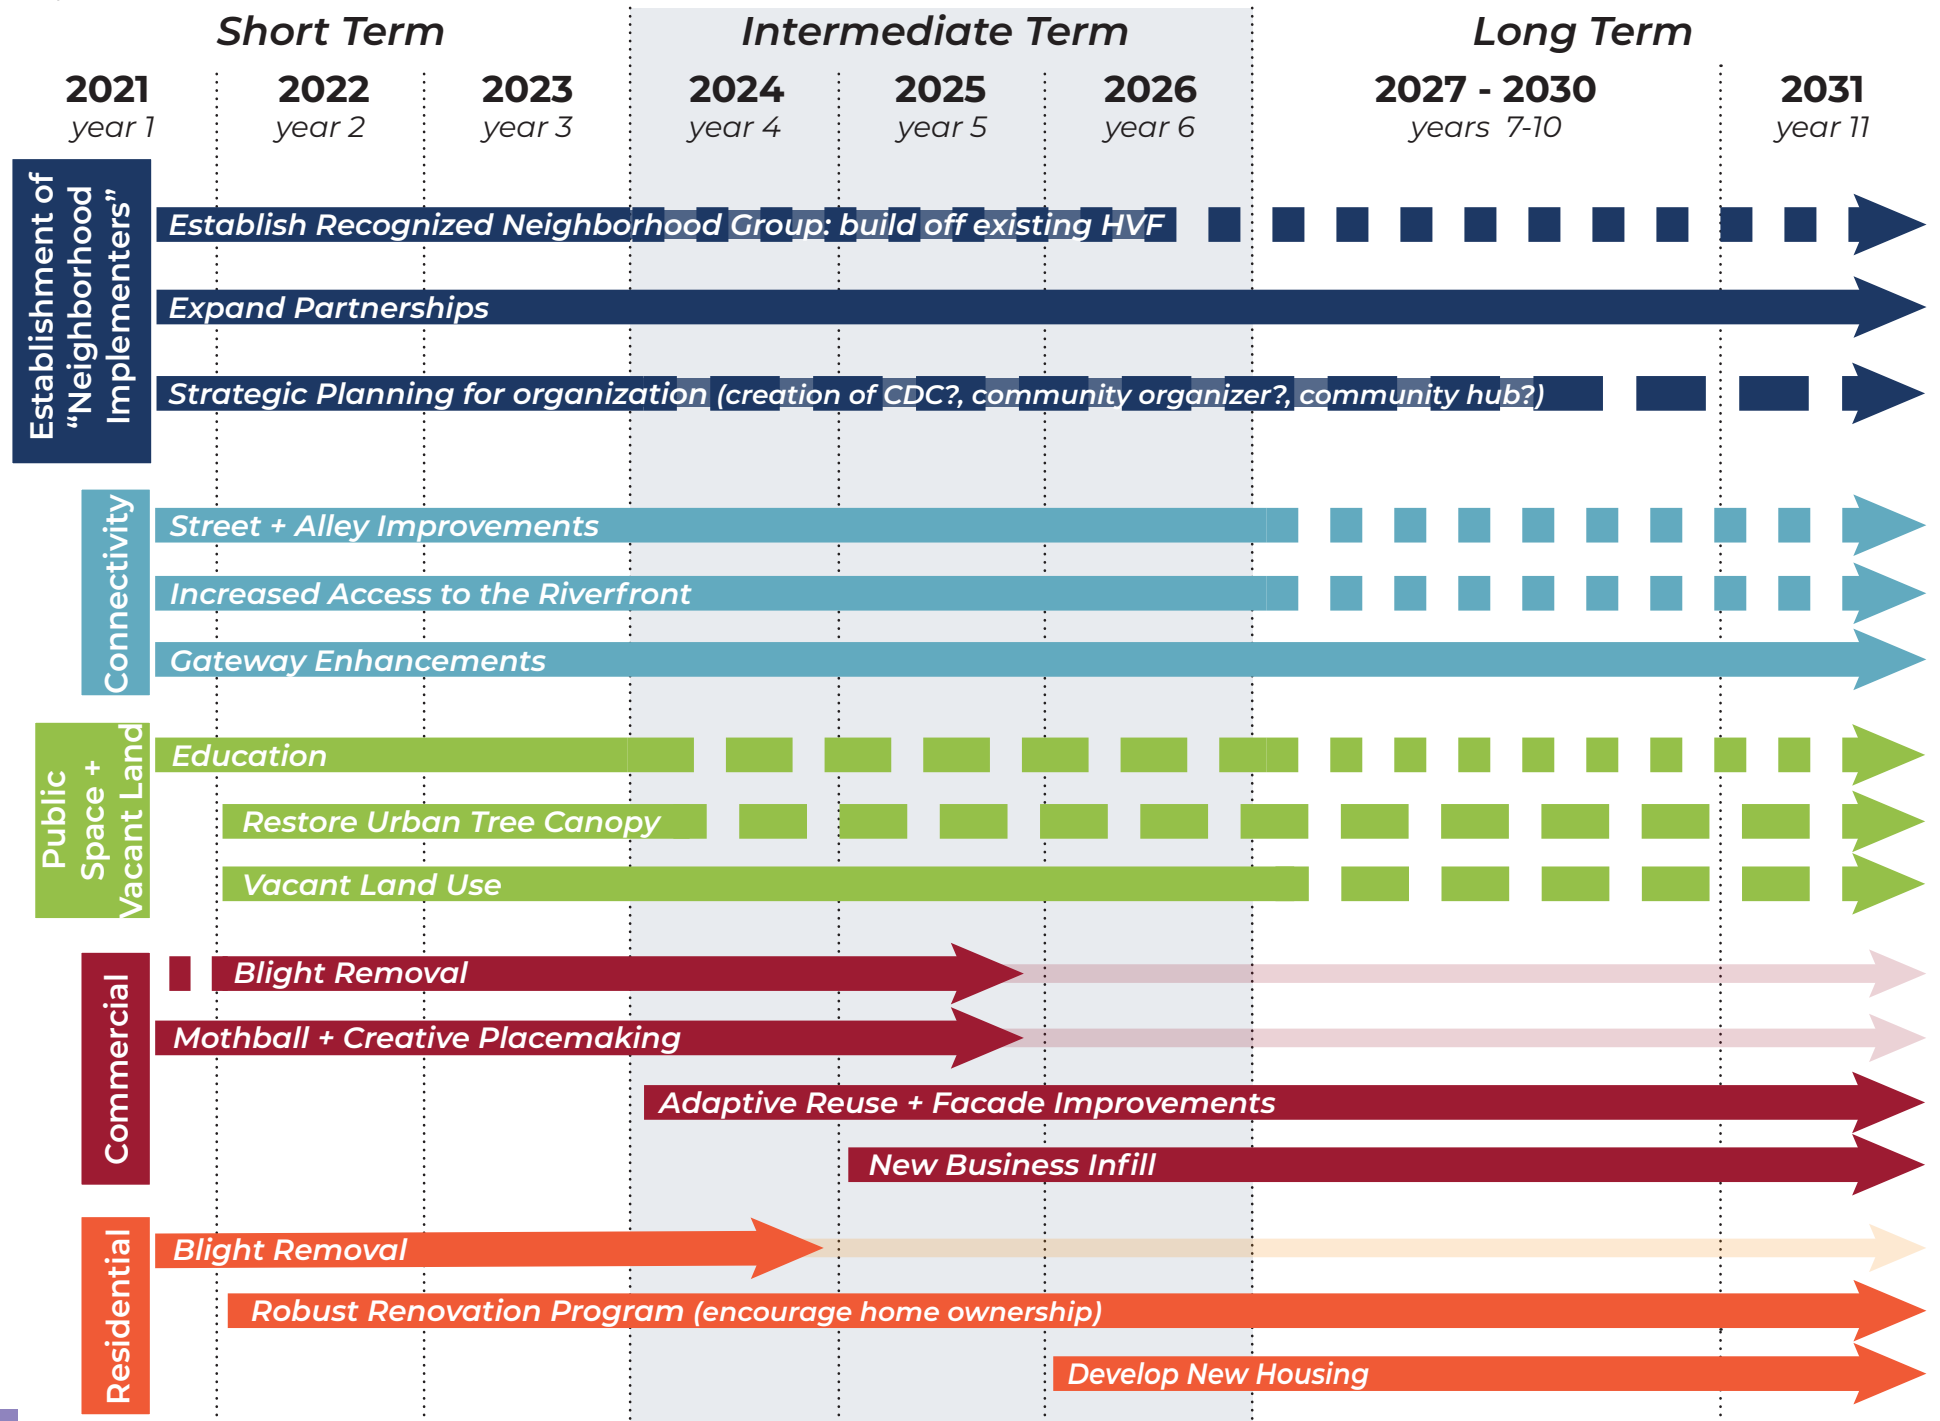 Short Term
Intermediate Term
Long Term
2021
2022
2023
2024
2025
2026
2027 - 2030
2031
year 1
year 2
year 3
year 4
year 5
year 6
years 7-10
year 11
Establishment of
“Neighborhood
Implementers”
Establish Recognized Neighborhood Group: build off existing HVF
Expand Partnerships
Strategic Planning for organization (creation of CDC?, community organizer?, community hub?)
Connectivity
Street + Alley Improvements
Increased Access to the Riverfront
Gateway Enhancements
Public
Space +
Vacant Land
Education
Restore Urban Tree Canopy
Vacant Land Use
Commercial
Blight Removal
Mothball + Creative Placemaking
Adaptive Reuse + Facade Improvements
New Business Infill
Residential
Blight Removal
Robust Renovation Program (encourage home ownership)
Develop New Housing